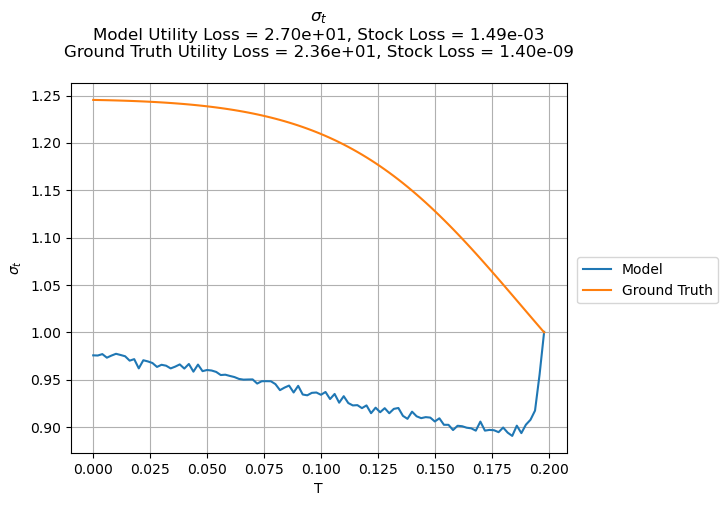 σt
Model Utility Loss = 2.70e+01, Stock Loss = 1.49e-03
Ground Truth Utility Loss = 2.36e+01, Stock Loss = 1.40e-09
1.25
1.20
1.15
1.10
1.05
1.00
0.95
0.90
σt
0.000 0.025 0.050 0.075 0.100 0.125 0.150 0.175 0.200
T
Model
Ground Truth